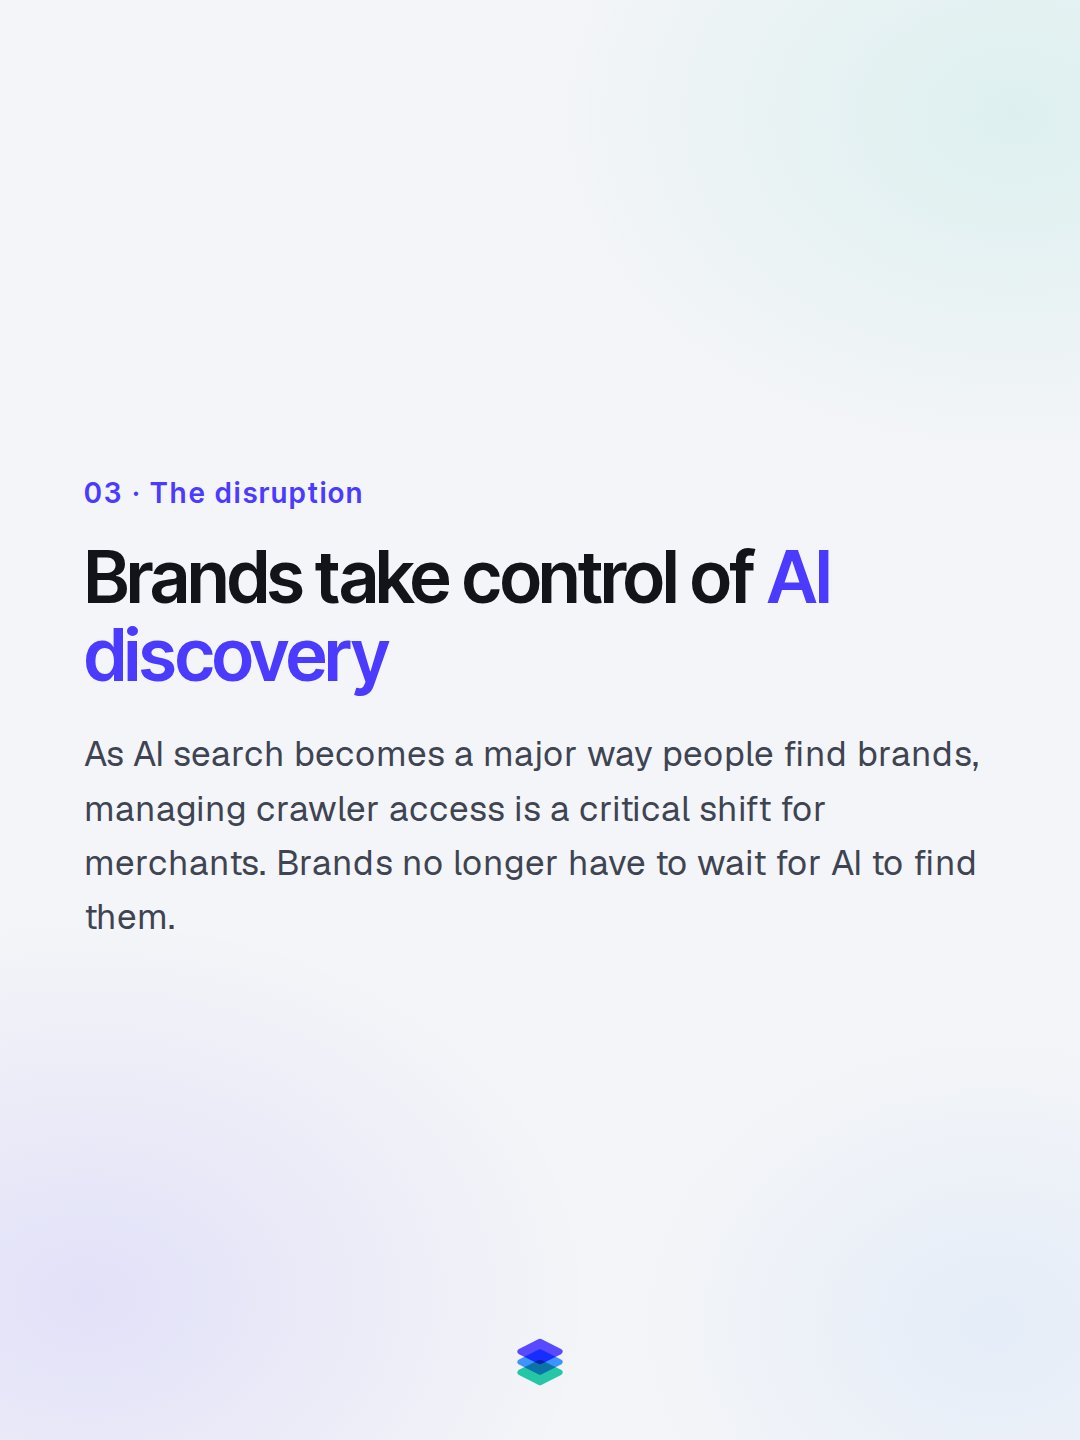 03 · The disruption
Brands take control of AI
discovery
As AI search becomes a major way people find brands,
managing crawler access is a critical shift for
merchants. Brands no longer have to wait for AI to find
them.